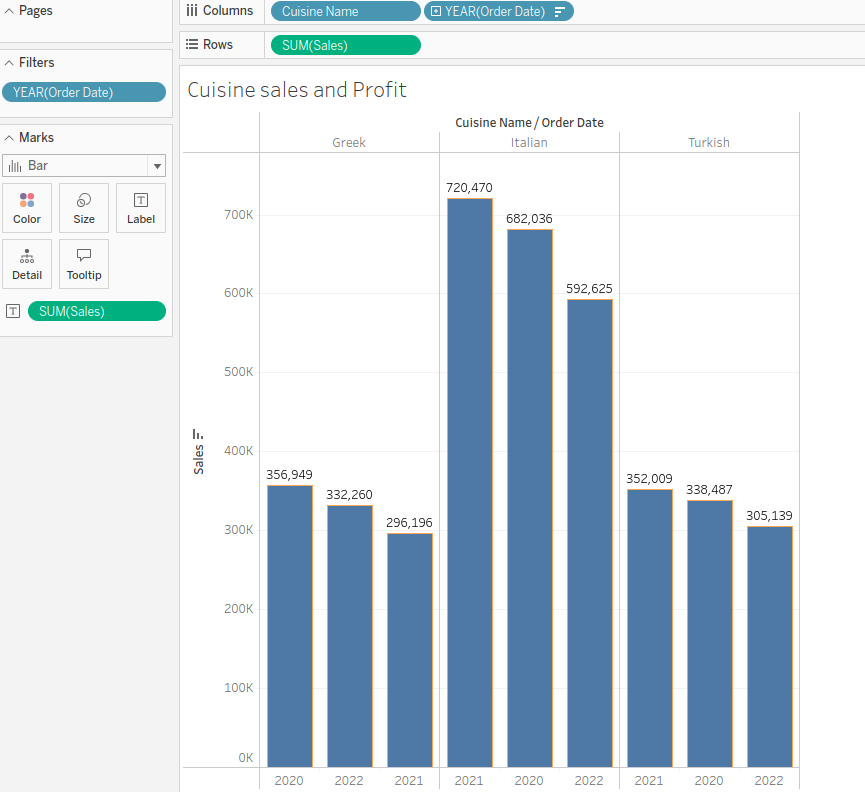 Pages
Columns
Cuisine Name
YEAR(Order Date)
Rows
SUM(Sales)
Filters
YEAR(Order Date)
Marks
Bar
Color
Size
Label
Detail
Tooltip
SUM(Sales)
Cuisine sales and Profit
Cuisine Name / Order Date
Greek Italian Turkish
720,470
700K
682,036
600K
592,625
500K
400K
356,949
332,260
296,196
352,009
338,487
305,139
300K
200K
100K
0K
Sales
2020 2022 2021 2021 2020 2022 2021 2020 2022